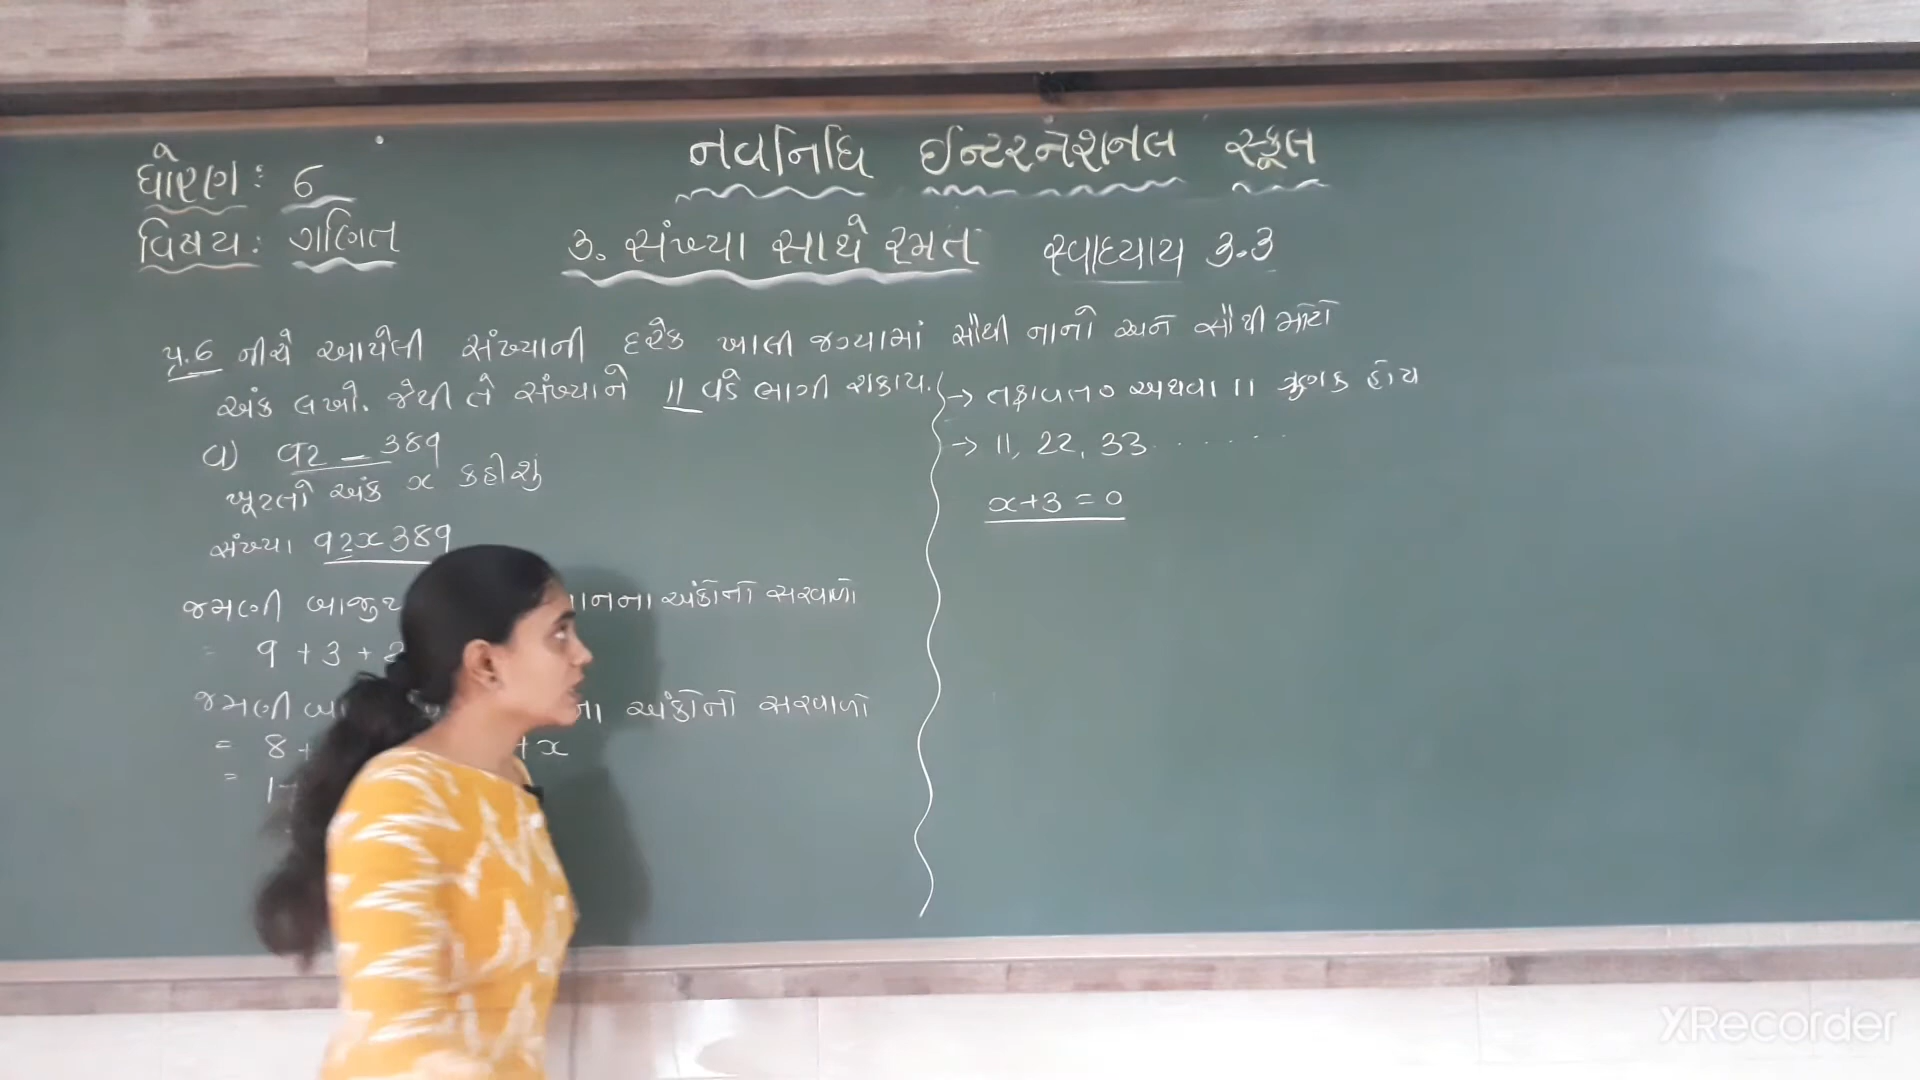 ધોરણ : 6
વિષય : ગણિત
નવનિધિ ઈન્ટરનેશનલ સ્કૂલ
3. સંખ્યા સાથે રમત સ્વાધ્યાય 3.3
પ્ર.6 નીચે આપેલી સંખ્યાની દરેક ખાલી જગ્યામાં સૌથી નાનો અને સૌથી મોટો
અંક લખો. જેથી તે સંખ્યાને 11 વડે ભાગી શકાય.
a) 92 _ 389
ખૂટતો અંક x કહીશું
સંખ્યા 92x389
જમણી બાજુ અંકોનો સરવાળો
= 9 + 3 + 2
જમણી અંકોનો સરવાળો
= 8 + + x
= 1
→ તફાવત 0 અથવા 11 ગુણક હોય
→ 11, 22, 33 . . . . . .
x+3 = 0
XRecorder